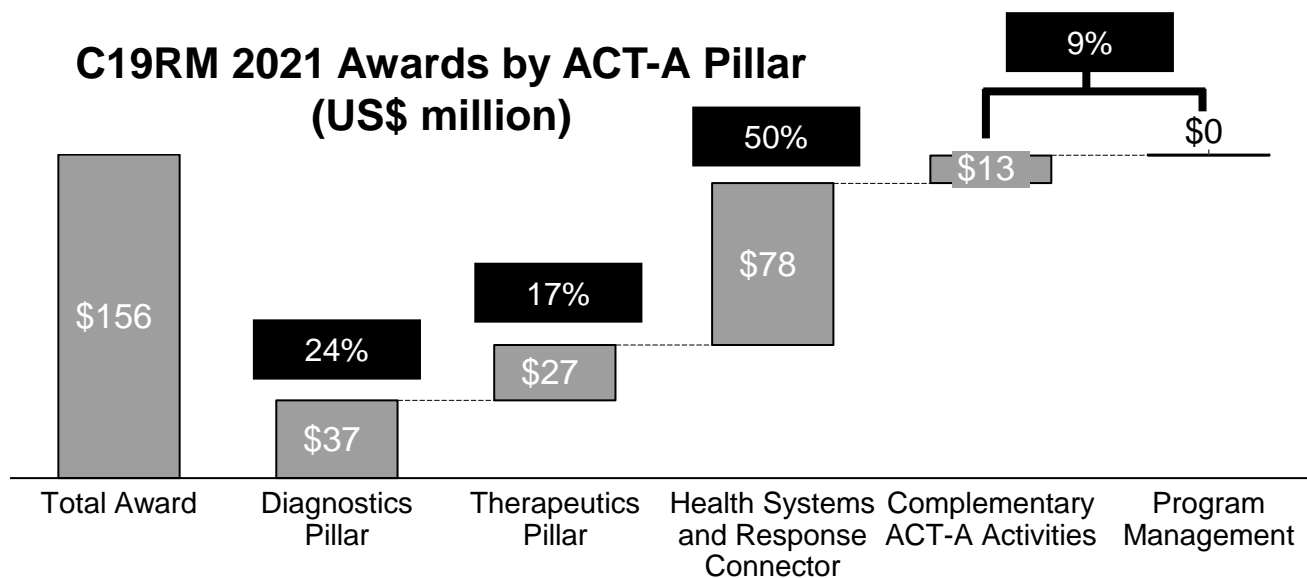 C19RM 2021 Awards by ACT-A Pillar
(US$ million)
9%
$0
50%
$13
$78
17%
$156
24%
$27
$37
Total Award
Diagnostics
Pillar
Therapeutics
Pillar
Health Systems
and Response
Connector
Complementary
ACT-A Activities
Program
Management